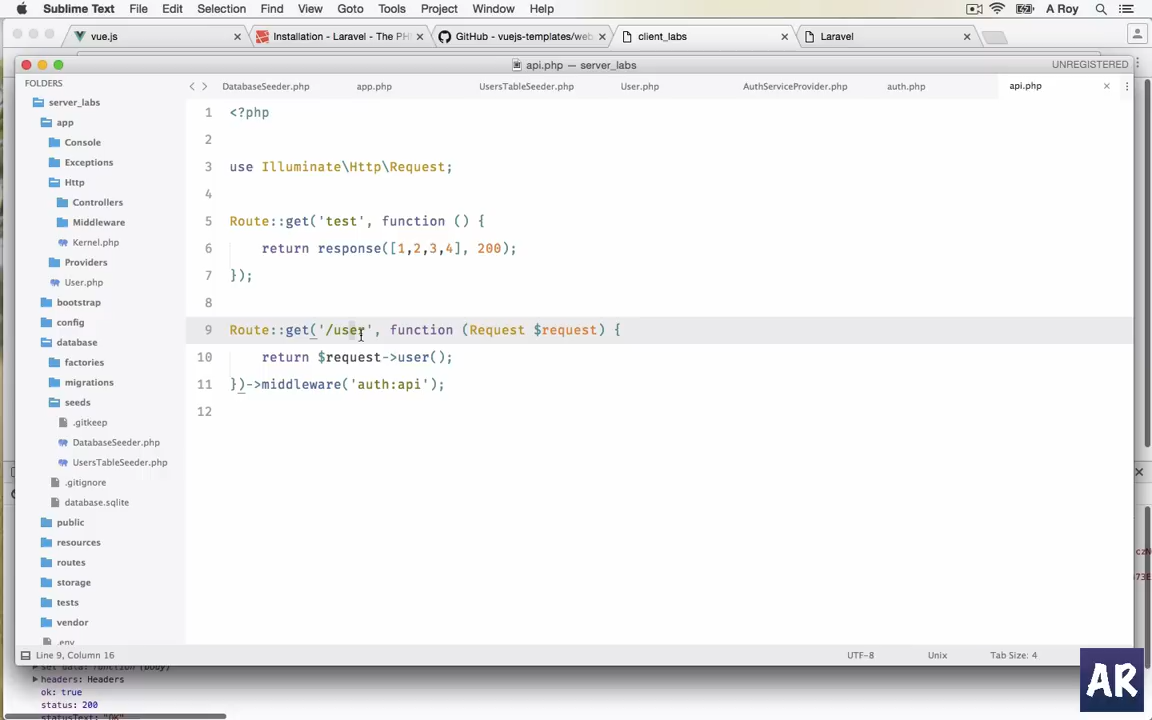 Sublime Text File Edit Selection Find View Goto Tools Project Window Help A Roy
vue.js Installation - Laravel - The PH GitHub - vuejs-templates/web client_labs Laravel
api.php — server_labs UNREGISTERED
FOLDERS
server_labs
app
Console
Exceptions
Http
Controllers
Middleware
Kernel.php
Providers
User.php
bootstrap
config
database
factories
migrations
seeds
.gitkeep
DatabaseSeeder.php
UsersTableSeeder.php
.gitignore
database.sqlite
public
resources
routes
storage
tests
vendor
.env
DatabaseSeeder.php app.php UsersTableSeeder.php User.php AuthServiceProvider.php auth.php api.php
1 <?php
2
3 use Illuminate\Http\Request;
4
5 Route::get('test', function () {
6 return response([1,2,3,4], 200);
7 });
8
9 Route::get('/user', function (Request $request) {
10 return $request->user();
11 })->middleware('auth:api');
12
Line 9, Column 16 UTF-8 Unix Tab Size: 4
set data: function (body)
headers: Headers
ok: true
status: 200
statusText: "OK"
AR